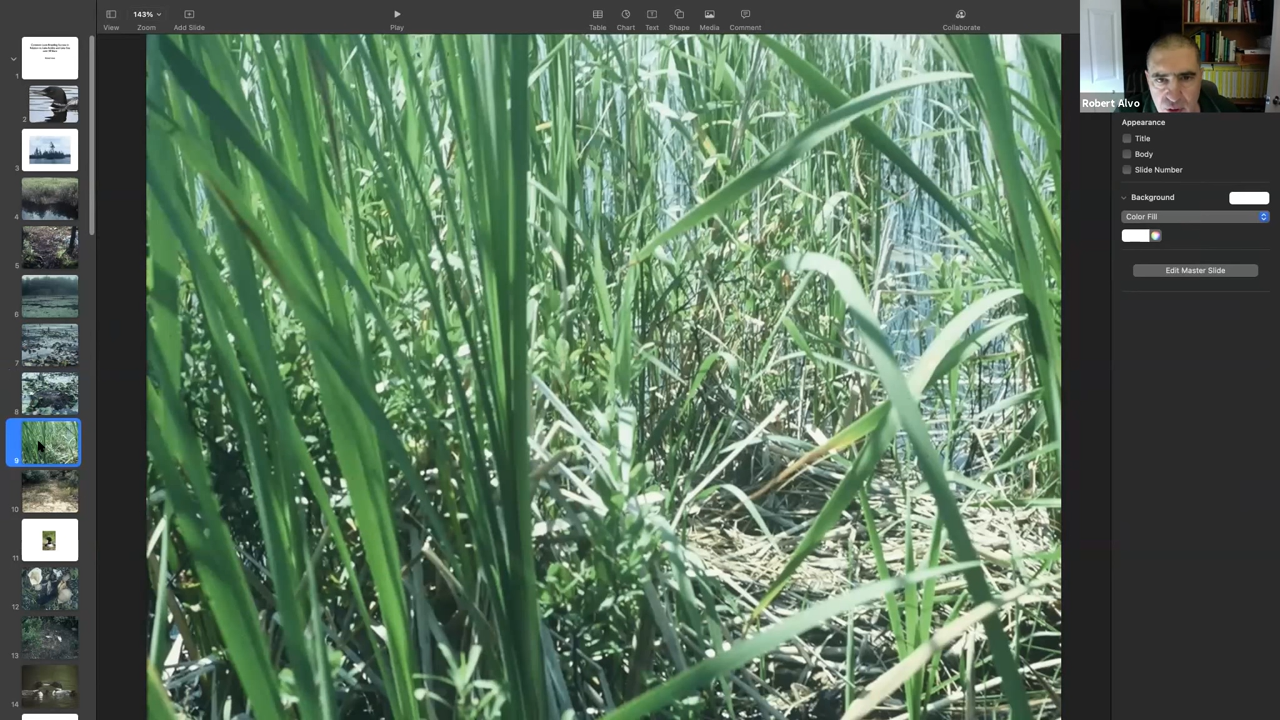 143%
View
Zoom
Add Slide
Play
Table
Chart
Text
Shape
Media
Comment
Collaborate
Robert Alvo
Appearance
Title
Body
Slide Number
Background
Color Fill
Edit Master Slide
1
2
3
4
5
6
7
8
9
10
11
12
13
14